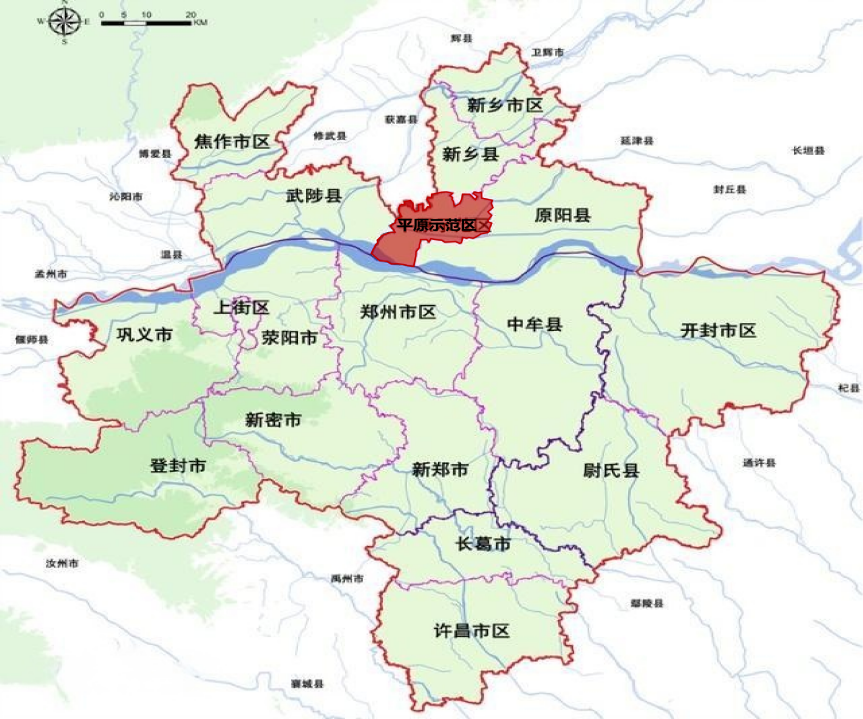 N
W E
S
0 5 10 20
KM
辉县
卫辉市
新乡市区
获嘉县
焦作市区
修武县
延津县
长垣县
博爱县
新乡县
沁阳市
武陟县
封丘县
原阳县
平原示范区
温县
孟州市
上街区
郑州市区
中牟县
开封市区
偃师县
巩义市
荥阳市
杞县
新密市
登封市
新郑市
尉氏县
通许县
长葛市
汝州市
禹州市
鄢陵县
许昌市区
襄城县